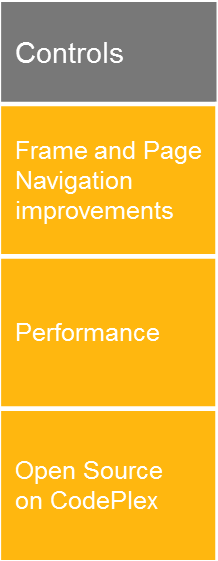 Controls
Frame and Page
Navigation
improvements
Performance
Open Source
on CodePlex